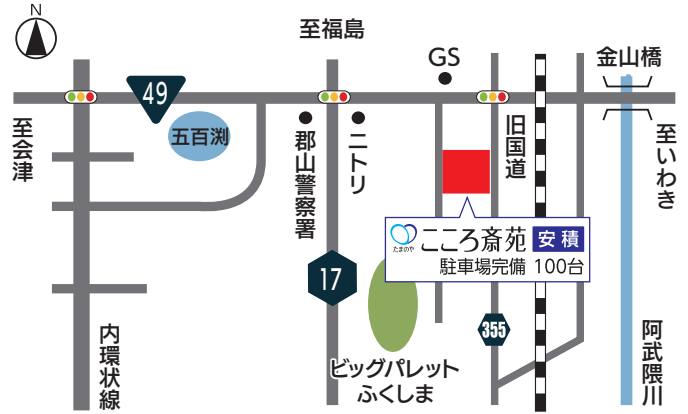 N
至福島
GS
金山橋
49
五百渕
至会津
郡山警察署
ニトリ
旧国道
至いわき
たまのや
こころ斎苑 安積
駐車場完備 100台
17
355
内環状線
ビッグパレット
ふくしま
阿武隈川